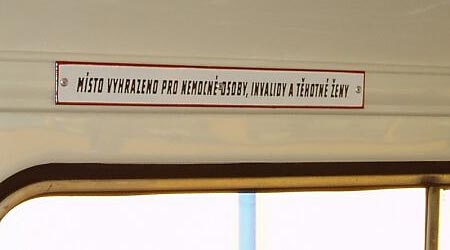 MÍSTO VYHRAZENO PRO NEMOCNÉ OSOBY, INVALIDY A TĚHOTNÉ ŽENY